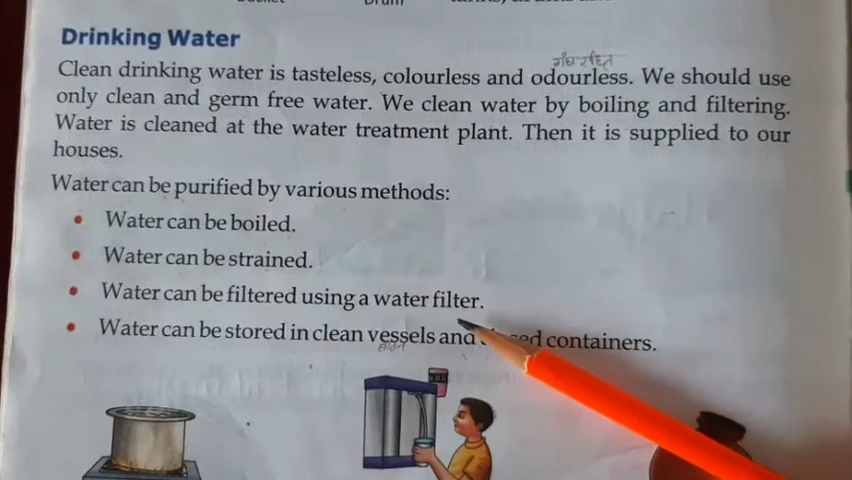 Drum
Drinking Water
गंध रहित
Clean drinking water is tasteless, colourless and odourless. We should use
only clean and germ free water. We clean water by boiling and filtering.
Water is cleaned at the water treatment plant. Then it is supplied to our
houses.
Water can be purified by various methods:
• Water can be boiled.
• Water can be strained.
• Water can be filtered using a water filter.
• Water can be stored in clean vessels and containers.